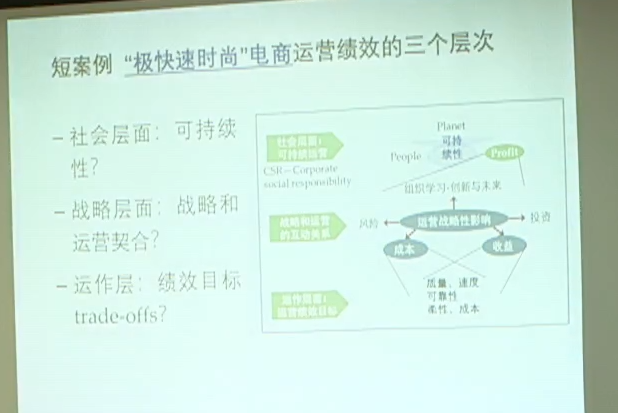 短案例 “极快速时尚”电商运营绩效的三个层次
– 社会层面：可持续
性?
– 战略层面：战略和
运营契合?
– 运作层：绩效目标
trade-offs?
社会层面：
可持续运营
CSR – Corporate
social responsibility
Planet
可持
续性
People
Profit
组织学习-创新与未来
战略和运营
的互动关系
风险
运营战略性影响
投资
成本
收益
运作层面：
运营绩效目标
质量、速度
可靠性
柔性、成本